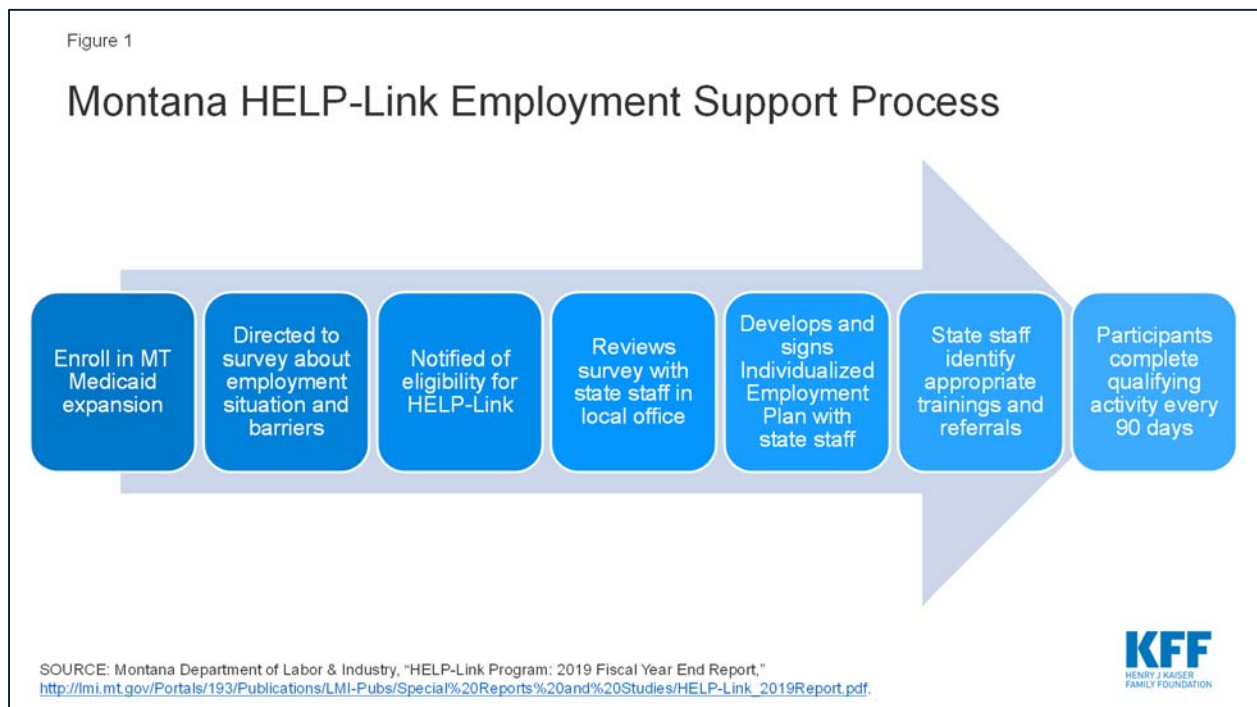 Figure 1
Montana HELP-Link Employment Support Process
Enroll in MT
Medicaid
expansion
Directed to
survey about
employment
situation and
barriers
Notified of
eligibility for
HELP-Link
Reviews
survey with
state staff in
local office
Develops and
signs
Individualized
Employment
Plan with
state staff
State staff
identify
appropriate
trainings and
referrals
Participants
complete
qualifying
activity every
90 days
SOURCE: Montana Department of Labor & Industry, “HELP-Link Program: 2019 Fiscal Year End Report,”
http://lmi.mt.gov/Portals/193/Publications/LMI-Pubs/Special%20Reports%20and%20Studies/HELP-Link_2019Report.pdf.
KFF
HENRY J KAISER
FAMILY FOUNDATION